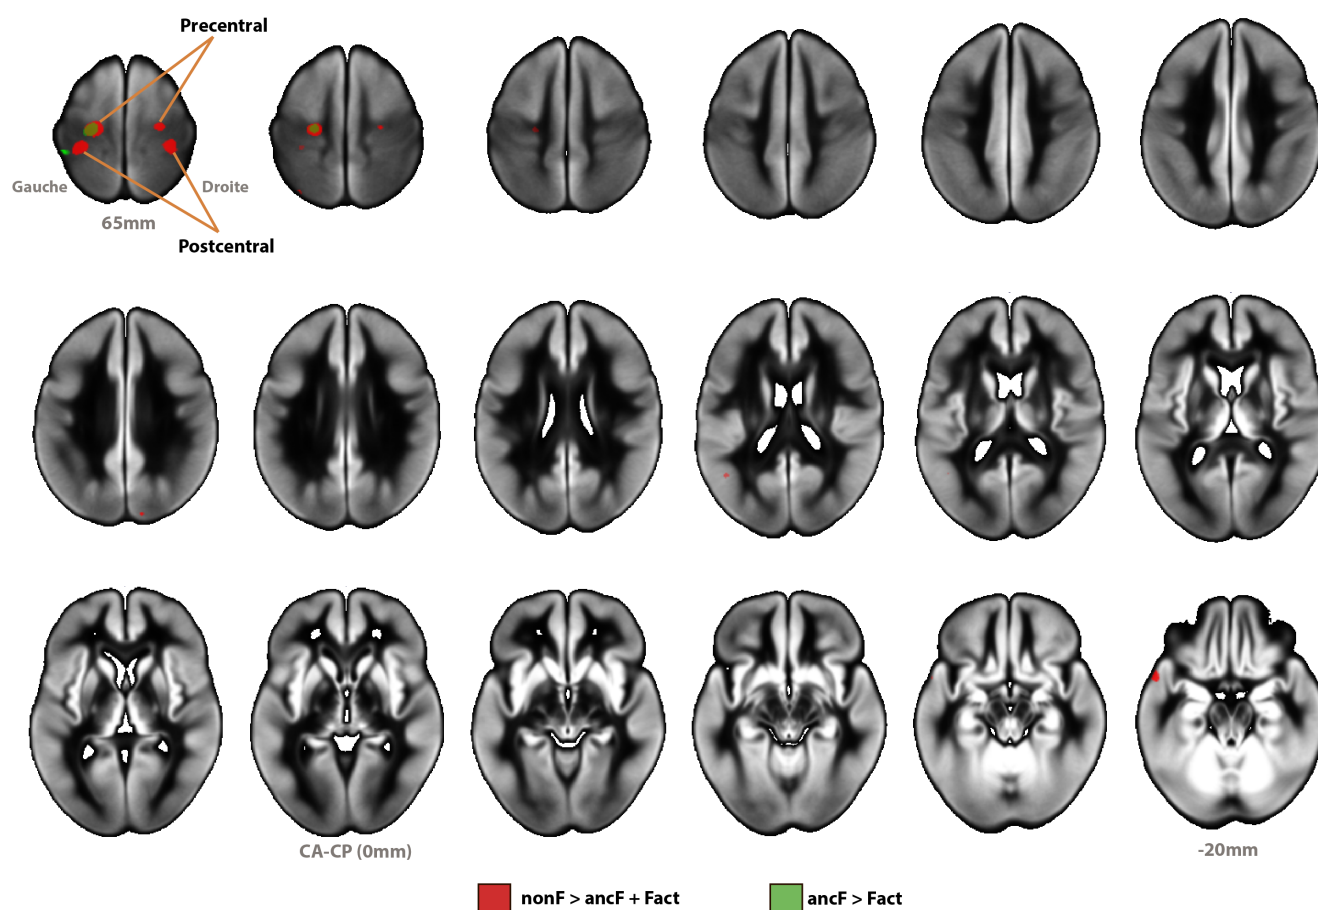 Precentral
Gauche
Droite
65mm
Postcentral
CA-CP (0mm)
-20mm
nonF > ancF + Fact
ancF > Fact